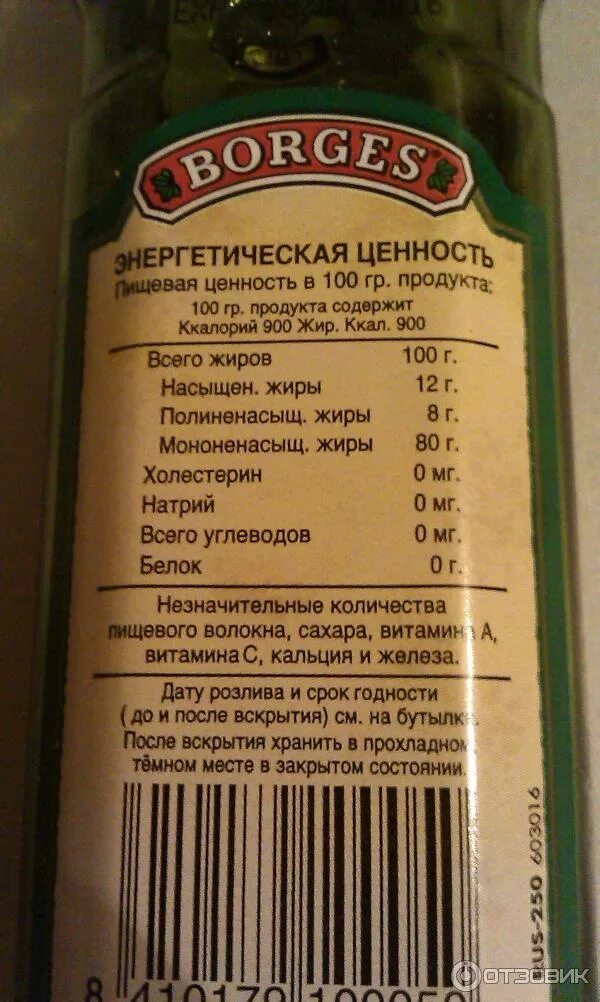 BORGES
ЭНЕРГЕТИЧЕСКАЯ ЦЕННОСТЬ
Пищевая ценность в 100 гр. продукта:
100 гр. продукта содержит
Ккалорий 900 Жир. Ккал. 900
Всего жиров 100 г.
Насыщен. жиры 12 г.
Полиненасыщ. жиры 8 г.
Мононенасыщ. жиры 80 г.
Холестерин 0 мг.
Натрий 0 мг.
Всего углеводов 0 мг.
Белок 0 г.
Незначительные количества
пищевого волокна, сахара, витамина А,
витамина С, кальция и железа.
Дату розлива и срок годности
( до и после вскрытия) см. на бутылке.
После вскрытия хранить в прохладном,
тёмном месте в закрытом состоянии.
RUS-250 603016
8 410179
ОТЗОВИК